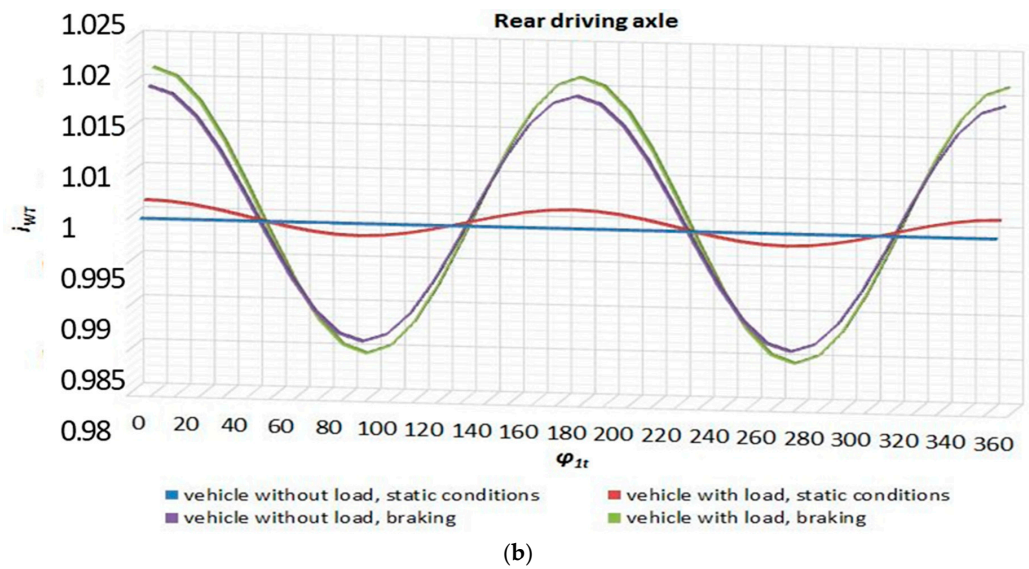 Rear driving axle
1.025
1.02
1.015
1.01
1
0.995
0.99
0.985
0.98
i_WT
0 20 40 60 80 100 120 140 160 180 200 220 240 260 280 300 320 340 360
φ_1t
vehicle without load, static conditions vehicle with load, static conditions
vehicle without load, braking vehicle with load, braking
(b)